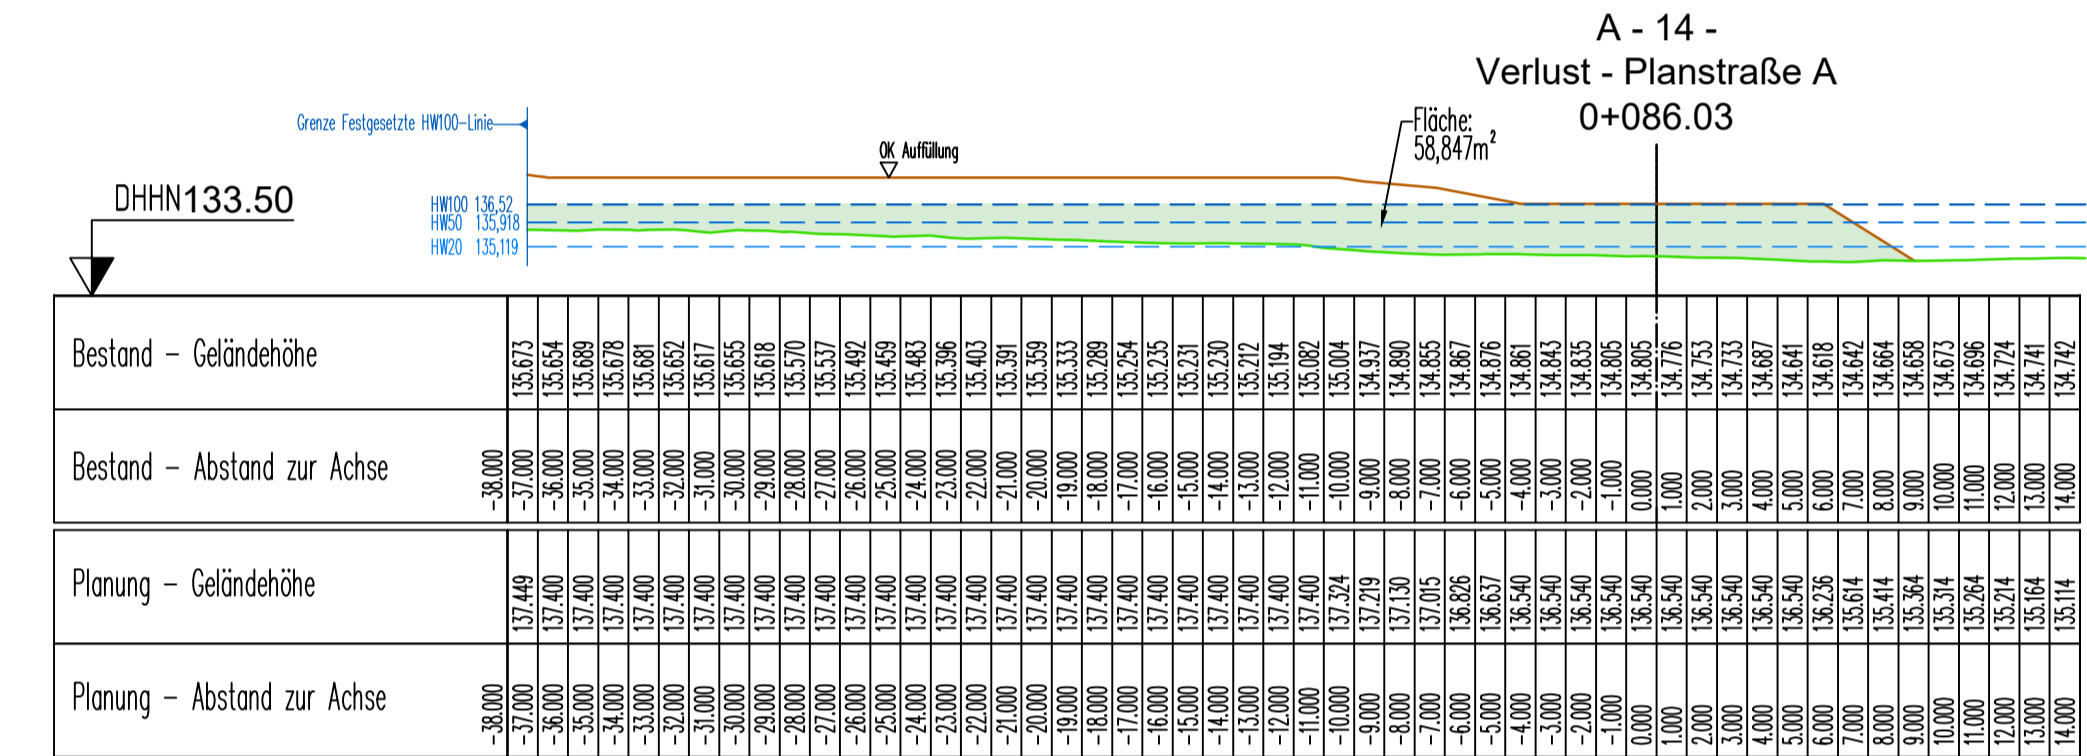 A - 14 -
Verlust - Planstraße A
0+086.03
Grenze Festgesetzte HW100-Linie
Fläche:
58,847m²
OK Auffüllung
DHHN133.50
HW100 136,52
HW50 135,918
HW20 135,119
Bestand - Geländehöhe 135.673 135.654 135.689 135.678 135.681 135.652 135.617 135.655 135.618 135.570 135.537 135.492 135.459 135.483 135.396 135.403 135.391 135.359 135.333 135.289 135.254 135.235 135.231 135.230 135.212 135.194 135.082 135.004 134.937 134.890 134.855 134.867 134.876 134.861 134.843 134.835 134.805 134.805 134.776 134.753 134.733 134.687 134.641 134.618 134.642 134.664 134.658 134.673 134.696 134.724 134.741 134.742
Bestand - Abstand zur Achse -38.000 -37.000 -36.000 -35.000 -34.000 -33.000 -32.000 -31.000 -30.000 -29.000 -28.000 -27.000 -26.000 -25.000 -24.000 -23.000 -22.000 -21.000 -20.000 -19.000 -18.000 -17.000 -16.000 -15.000 -14.000 -13.000 -12.000 -11.000 -10.000 -9.000 -8.000 -7.000 -6.000 -5.000 -4.000 -3.000 -2.000 -1.000 0.000 1.000 2.000 3.000 4.000 5.000 6.000 7.000 8.000 9.000 10.000 11.000 12.000 13.000 14.000
Planung - Geländehöhe 137.449 137.400 137.400 137.400 137.400 137.400 137.400 137.400 137.400 137.400 137.400 137.400 137.400 137.400 137.400 137.400 137.400 137.400 137.400 137.400 137.400 137.400 137.400 137.400 137.400 137.400 137.400 137.324 137.219 137.130 137.015 136.826 136.637 136.540 136.540 136.540 136.540 136.540 136.540 136.540 136.540 136.540 136.540 136.236 135.614 135.414 135.364 135.314 135.264 135.214 135.164 135.114
Planung - Abstand zur Achse -38.000 -37.000 -36.000 -35.000 -34.000 -33.000 -32.000 -31.000 -30.000 -29.000 -28.000 -27.000 -26.000 -25.000 -24.000 -23.000 -22.000 -21.000 -20.000 -19.000 -18.000 -17.000 -16.000 -15.000 -14.000 -13.000 -12.000 -11.000 -10.000 -9.000 -8.000 -7.000 -6.000 -5.000 -4.000 -3.000 -2.000 -1.000 0.000 1.000 2.000 3.000 4.000 5.000 6.000 7.000 8.000 9.000 10.000 11.000 12.000 13.000 14.000